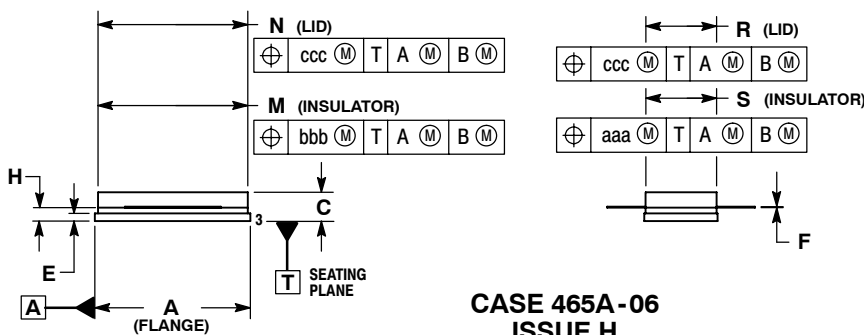 N (LID)
⌖ ccc Ⓜ T A Ⓜ B Ⓜ
M (INSULATOR)
⌖ bbb Ⓜ T A Ⓜ B Ⓜ
R (LID)
⌖ ccc Ⓜ T A Ⓜ B Ⓜ
S (INSULATOR)
⌖ aaa Ⓜ T A Ⓜ B Ⓜ
H
C
3
E
F
T SEATING
PLANE
A
A
(FLANGE)
CASE 465A-06
ISSUE H